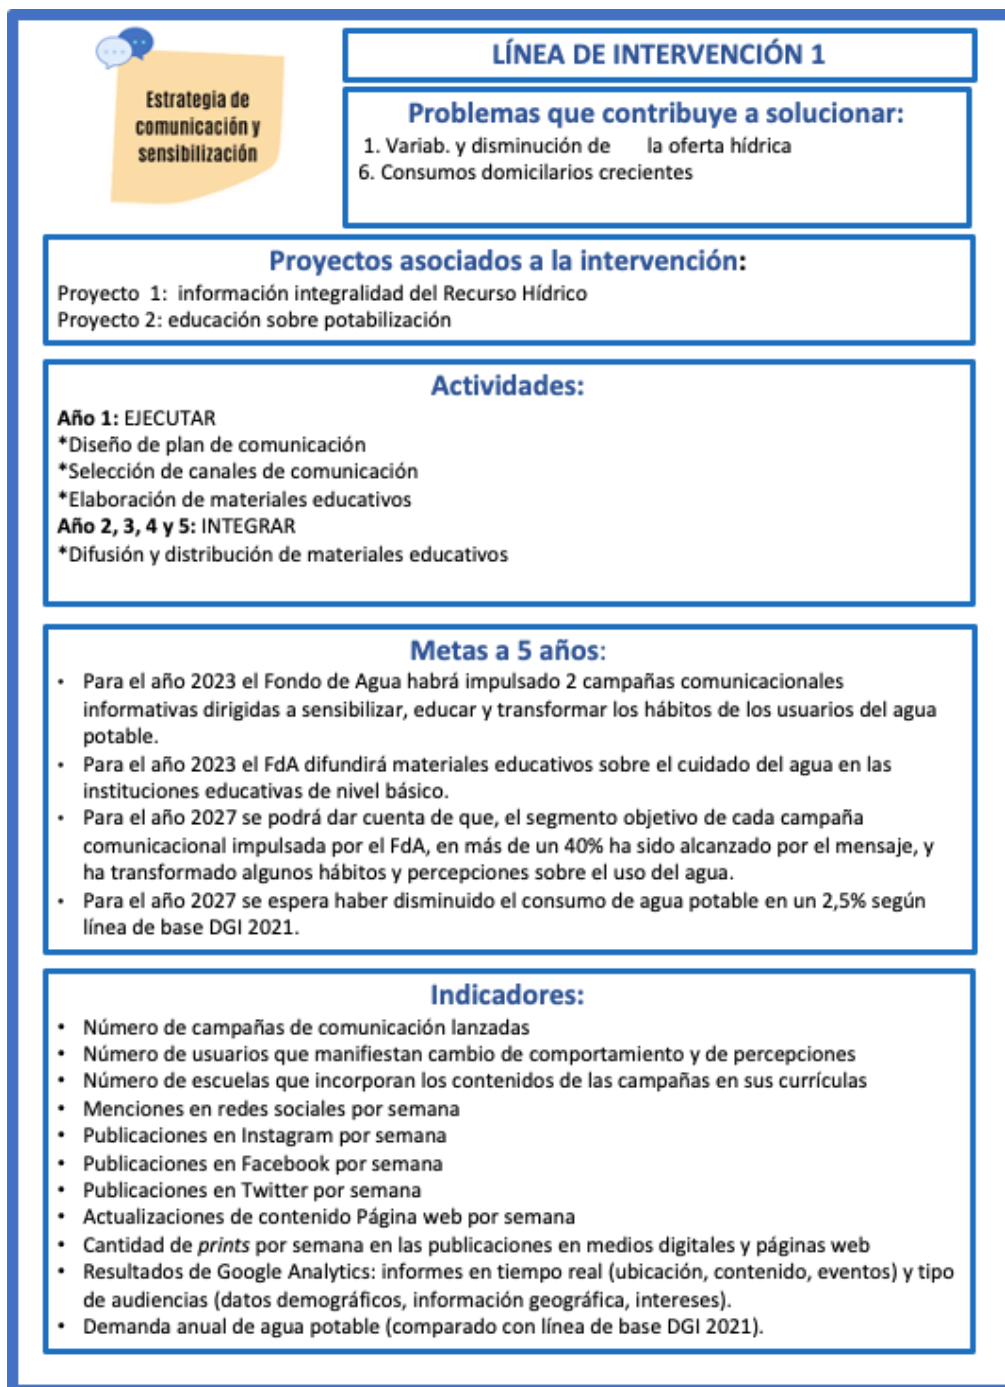 Estrategia de
comunicación y
sensibilización
LÍNEA DE INTERVENCIÓN 1
Problemas que contribuye a solucionar:
1. Variab. y disminución de la oferta hídrica
6. Consumos domiciliarios crecientes
Proyectos asociados a la intervención:
Proyecto 1: información integralidad del Recurso Hídrico
Proyecto 2: educación sobre potabilización
Actividades:
Año 1: EJECUTAR
*Diseño de plan de comunicación
*Selección de canales de comunicación
*Elaboración de materiales educativos
Año 2, 3, 4 y 5: INTEGRAR
*Difusión y distribución de materiales educativos
Metas a 5 años:
• Para el año 2023 el Fondo de Agua habrá impulsado 2 campañas comunicacionales
informativas dirigidas a sensibilizar, educar y transformar los hábitos de los usuarios del agua
potable.
• Para el año 2023 el FdA difundirá materiales educativos sobre el cuidado del agua en las
instituciones educativas de nivel básico.
• Para el año 2027 se podrá dar cuenta de que, el segmento objetivo de cada campaña
comunicacional impulsada por el FdA, en más de un 40% ha sido alcanzado por el mensaje, y
ha transformado algunos hábitos y percepciones sobre el uso del agua.
• Para el año 2027 se espera haber disminuido el consumo de agua potable en un 2,5% según
línea de base DGI 2021.
Indicadores:
• Número de campañas de comunicación lanzadas
• Número de usuarios que manifiestan cambio de comportamiento y de percepciones
• Número de escuelas que incorporan los contenidos de las campañas en sus currículas
• Menciones en redes sociales por semana
• Publicaciones en Instagram por semana
• Publicaciones en Facebook por semana
• Publicaciones en Twitter por semana
• Actualizaciones de contenido Página web por semana
• Cantidad de prints por semana en las publicaciones en medios digitales y páginas web
• Resultados de Google Analytics: informes en tiempo real (ubicación, contenido, eventos) y tipo
de audiencias (datos demográficos, información geográfica, intereses).
• Demanda anual de agua potable (comparado con línea de base DGI 2021).